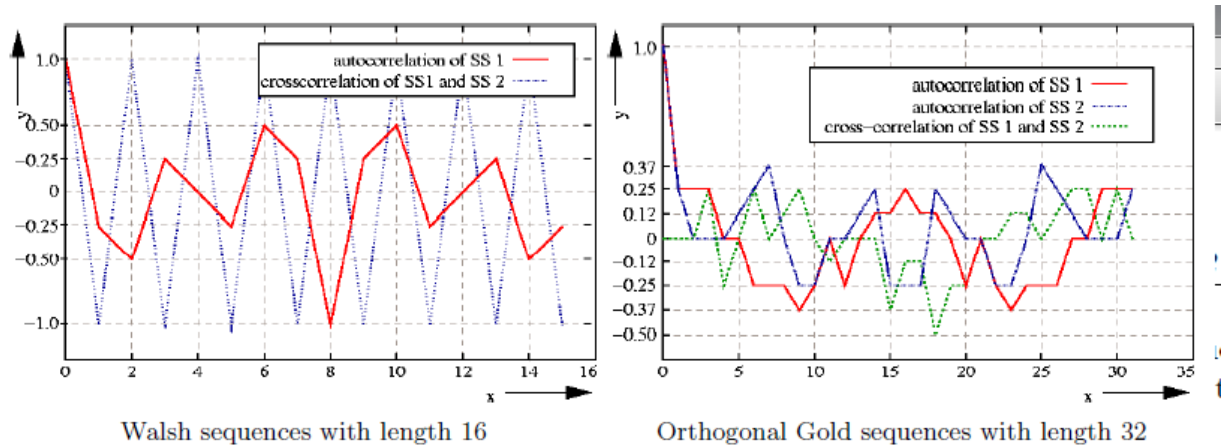 autocorrelation of SS 1
crosscorrelation of SS1 and SS 2
1.0
0.50
-0.25
0
-0.25
-0.50
-1.0
y
0 2 4 6 8 10 12 14 16
x
Walsh sequences with length 16
autocorrelation of SS 1
autocorrelation of SS 2
cross-correlation of SS 1 and SS 2
1.0
0.37
0.25
0.12
0
-0.12
-0.25
-0.37
-0.50
y
0 5 10 15 20 25 30 35
x
Orthogonal Gold sequences with length 32